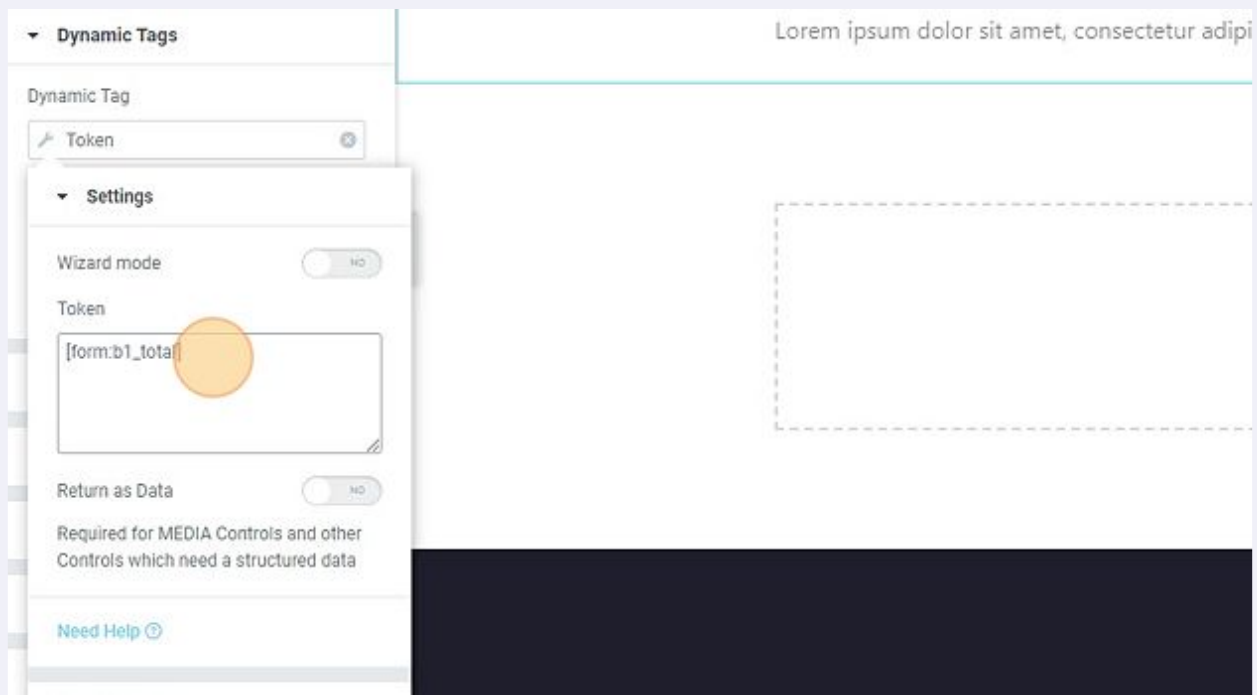 Dynamic Tags
Lorem ipsum dolor sit amet, consectetur adipi
Dynamic Tag
Token
Settings
Wizard mode
NO
Token
[form:b1_total]
Return as Data
NO
Required for MEDIA Controls and other
Controls which need a structured data
Need Help